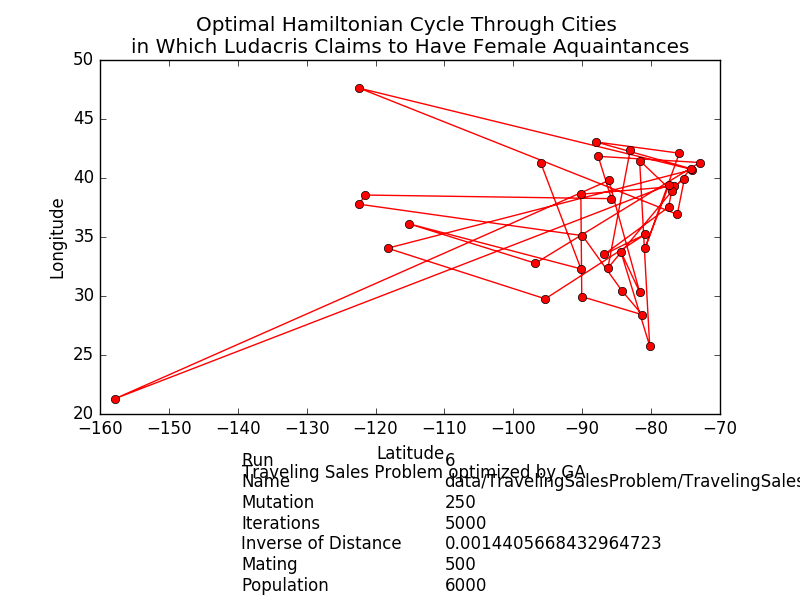 Optimal Hamiltonian Cycle Through Cities
in Which Ludacris Claims to Have Female Aquaintances
50
45
40
35
30
25
20
Longitude
−160 −150 −140 −130 −120 −110 −100 −90 −80 −70
Latitude
Run 6
Traveling Sales Problem optimized by GA
Name data/TravelingSalesProblem/TravelingSales
Mutation 250
Iterations 5000
Inverse of Distance 0.0014405668432964723
Mating 500
Population 6000